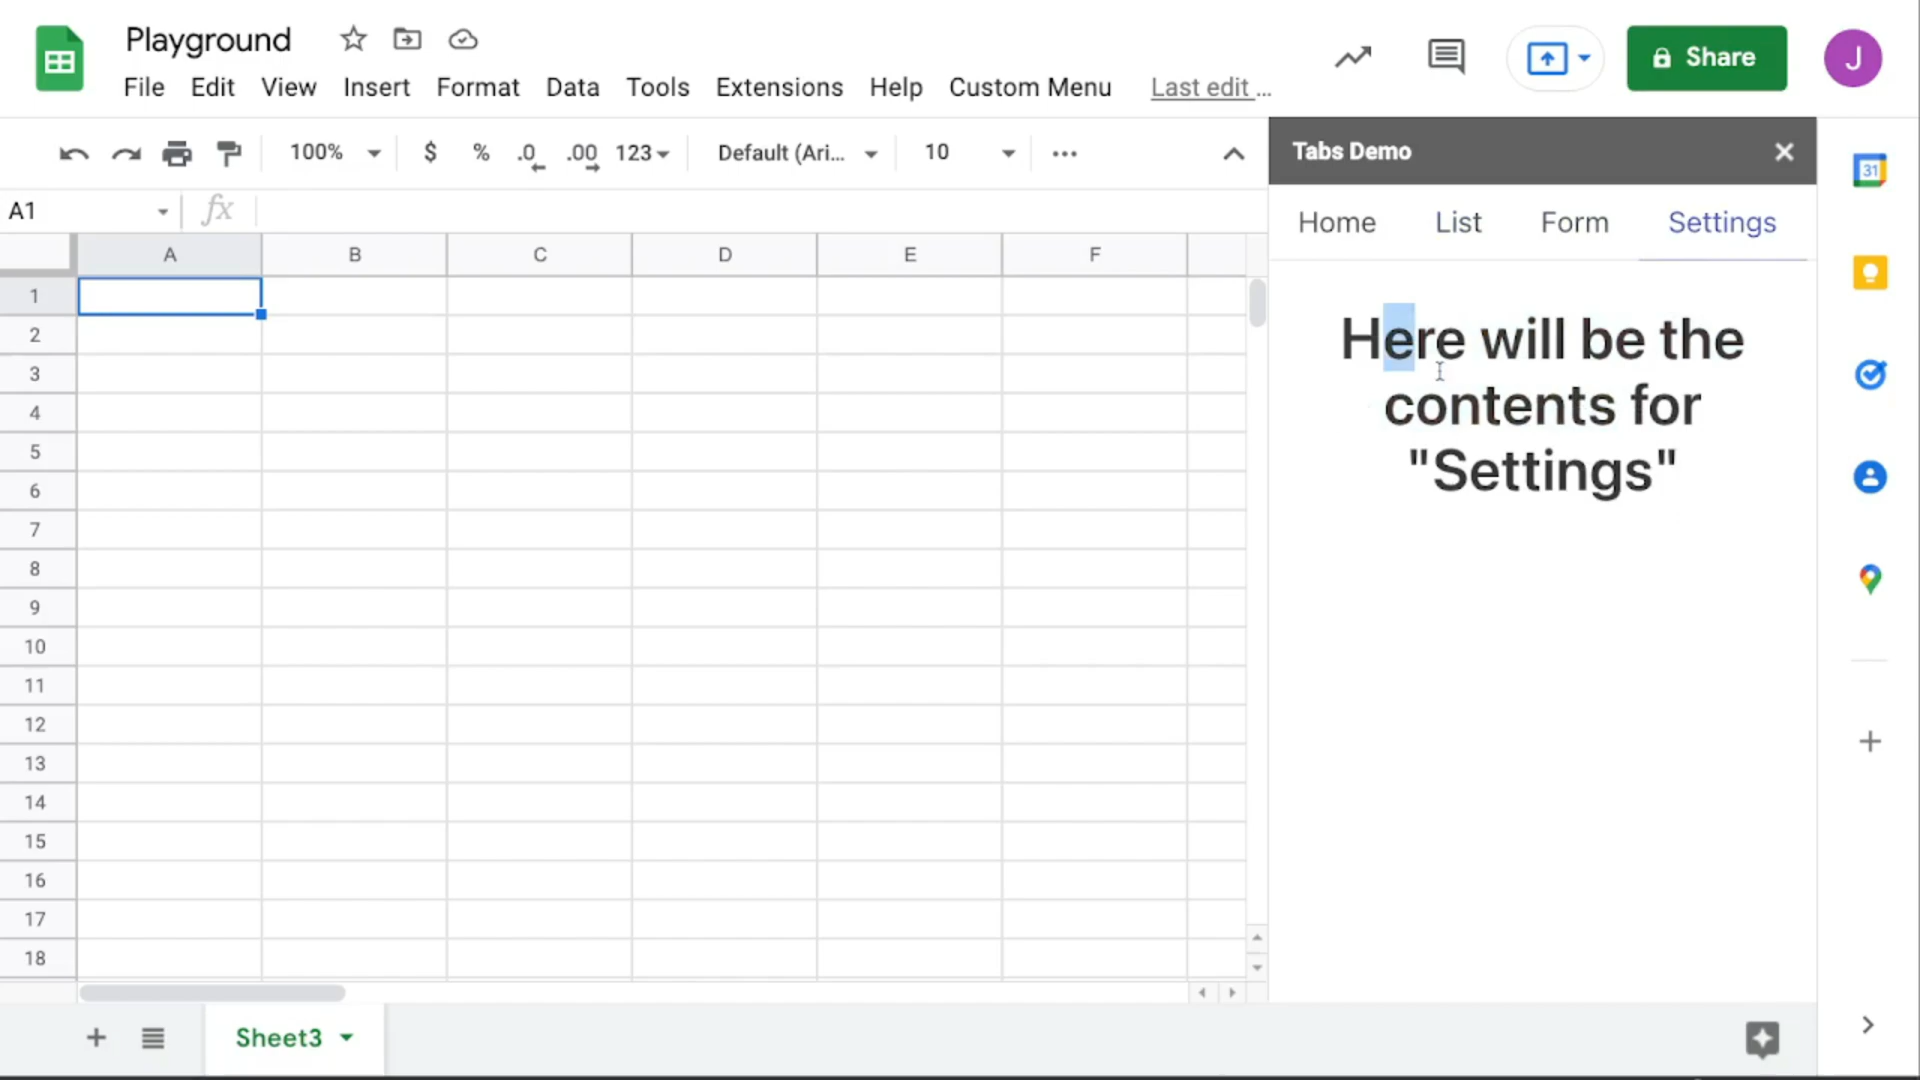 Playground
File Edit View Insert Format Data Tools Extensions Help Custom Menu Last edit ...
Share
J
100% $ % .0 .00 123 Default (Ari... 10
Tabs Demo
31
A1
fx
Home List Form Settings
A B C D E F
1
2
3
4
5
6
7
8
9
10
11
12
13
14
15
16
17
18
Here will be the
contents for
"Settings"
Sheet3